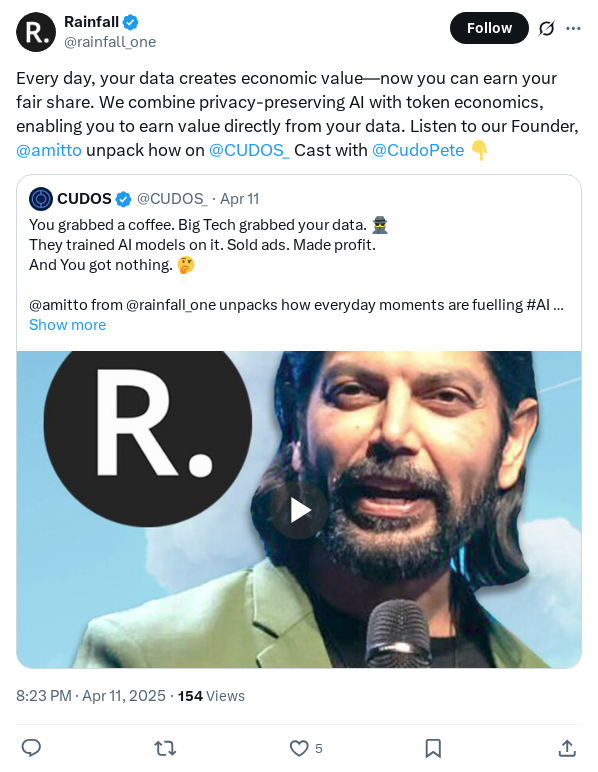 Rainfall
@rainfall_one
Follow
Every day, your data creates economic value—now you can earn your
fair share. We combine privacy-preserving AI with token economics,
enabling you to earn value directly from your data. Listen to our Founder,
@amitto unpack how on @CUDOS_ Cast with @CudoPete 👇
CUDOS @CUDOS_ · Apr 11
You grabbed a coffee. Big Tech grabbed your data. 🕵️
They trained AI models on it. Sold ads. Made profit.
And You got nothing. 🤔
@amitto from @rainfall_one unpacks how everyday moments are fuelling #AI ...
Show more
R.
8:23 PM · Apr 11, 2025 · 154 Views
5